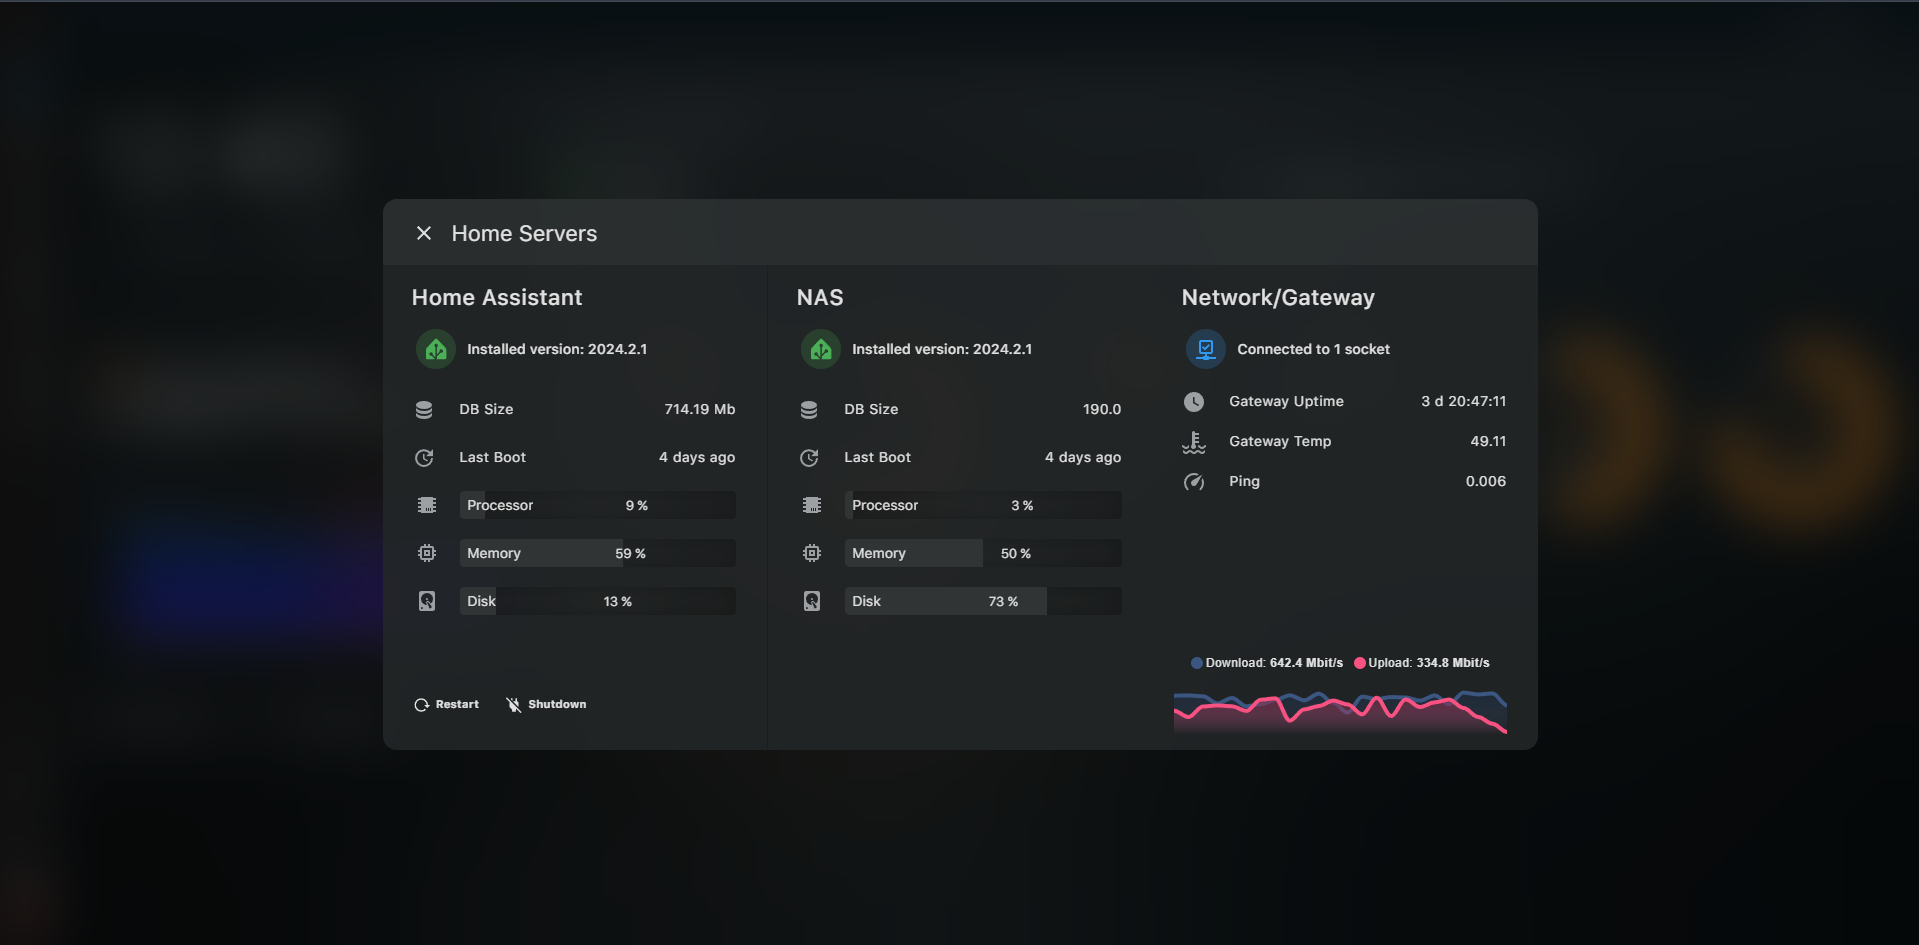 Home Servers
Home Assistant
Installed version: 2024.2.1
DB Size 714.19 Mb
Last Boot 4 days ago
Processor 9 %
Memory 59 %
Disk 13 %
Restart Shutdown
NAS
Installed version: 2024.2.1
DB Size 190.0
Last Boot 4 days ago
Processor 3 %
Memory 50 %
Disk 73 %
Network/Gateway
Connected to 1 socket
Gateway Uptime 3 d 20:47:11
Gateway Temp 49.11
Ping 0.006
Download: 642.4 Mbit/s Upload: 334.8 Mbit/s